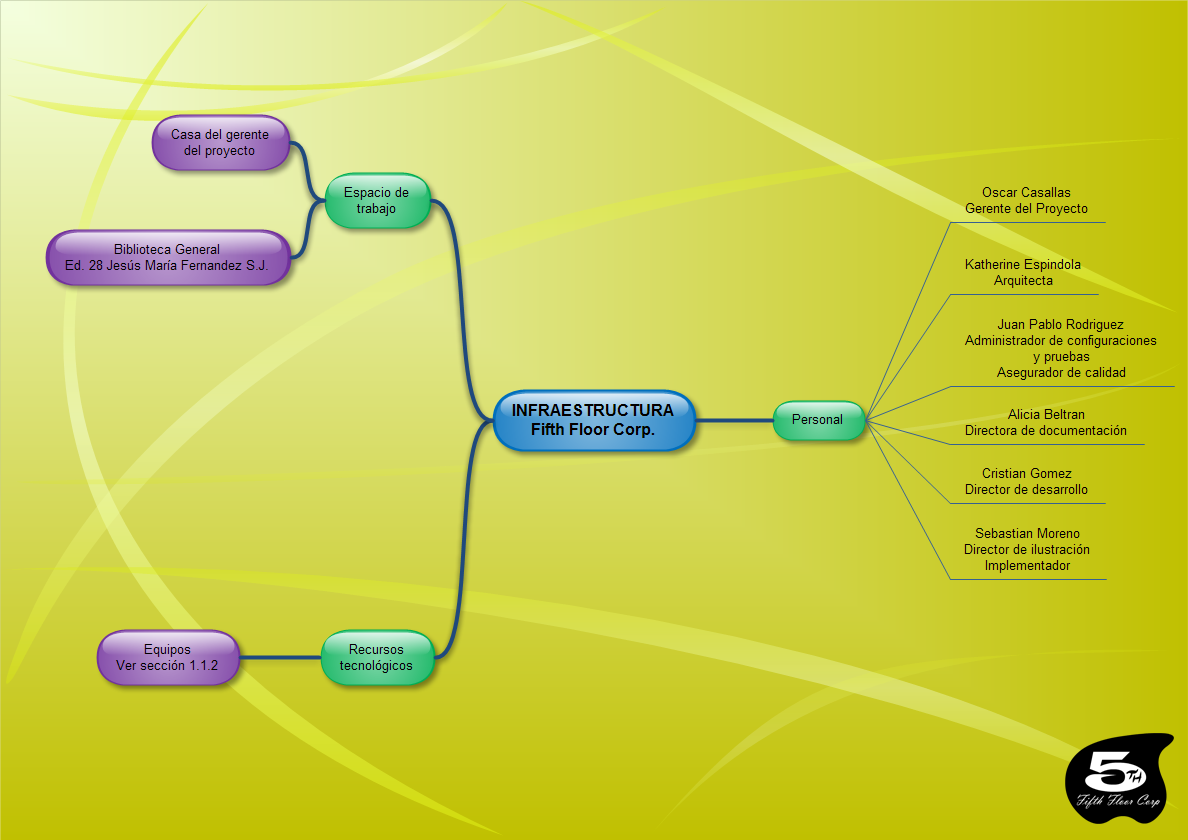 Casa del gerente
del proyecto
Espacio de
trabajo
Biblioteca General
Ed. 28 Jesús María Fernandez S.J.
INFRAESTRUCTURA
Fifth Floor Corp.
Equipos
Ver sección 1.1.2
Recursos
tecnológicos
Personal
Oscar Casallas
Gerente del Proyecto
Katherine Espindola
Arquitecta
Juan Pablo Rodriguez
Administrador de configuraciones
y pruebas
Asegurador de calidad
Alicia Beltran
Directora de documentación
Cristian Gomez
Director de desarrollo
Sebastian Moreno
Director de ilustración
Implementador
5TH
Fifth Floor Corp